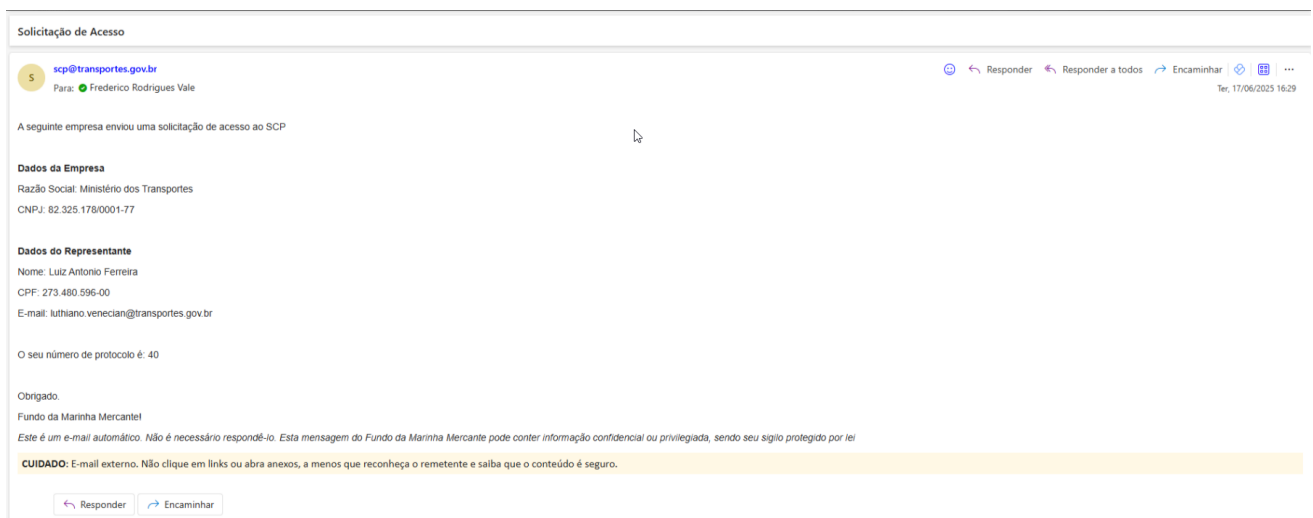 Solicitação de Acesso
S
scp@transportes.gov.br
Para: Frederico Rodrigues Vale
Responder
Responder a todos
Encaminhar
Ter, 17/06/2025 16:29
A seguinte empresa enviou uma solicitação de acesso ao SCP
Dados da Empresa
Razão Social: Ministério dos Transportes
CNPJ: 82.325.178/0001-77
Dados do Representante
Nome: Luiz Antonio Ferreira
CPF: 273.480.596-00
E-mail: luthiano.venecian@transportes.gov.br
O seu número de protocolo é: 40
Obrigado.
Fundo da Marinha Mercante!
Este é um e-mail automático. Não é necessário respondê-lo. Esta mensagem do Fundo da Marinha Mercante pode conter informação confidencial ou privilegiada, sendo seu sigilo protegido por lei
CUIDADO: E-mail externo. Não clique em links ou abra anexos, a menos que reconheça o remetente e saiba que o conteúdo é seguro.
Responder
Encaminhar